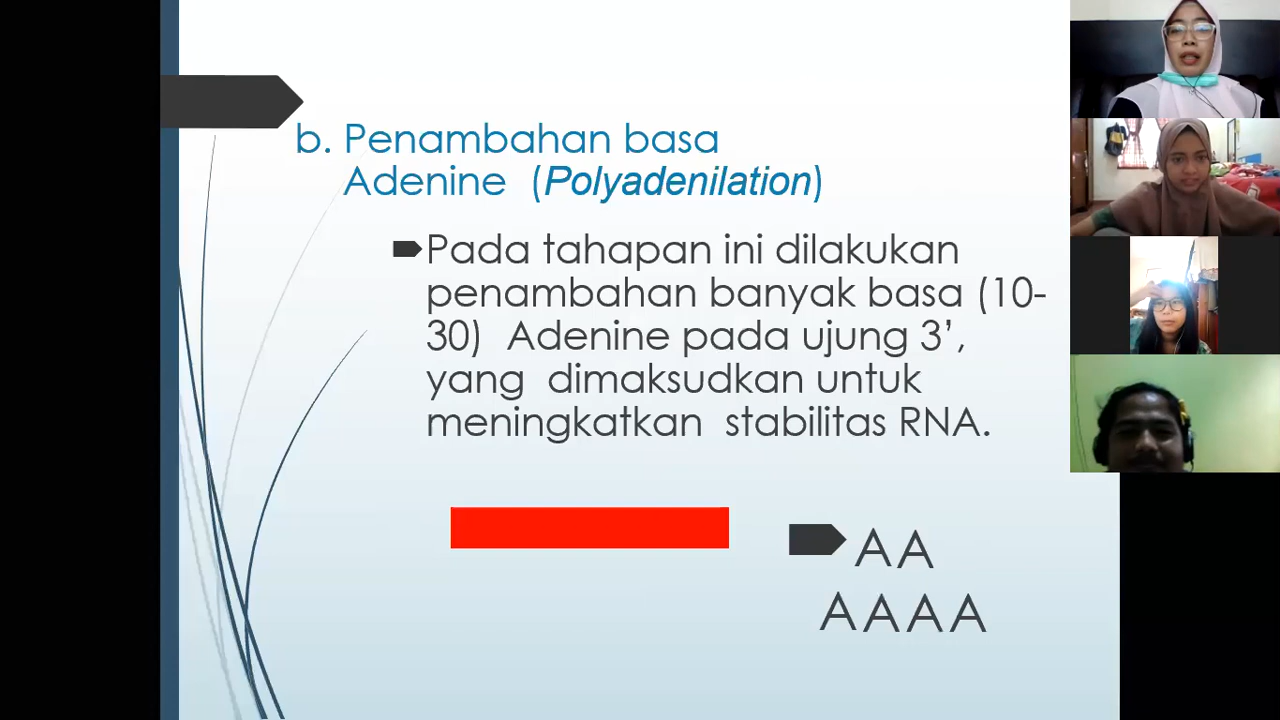 b. Penambahan basa
Adenine (Polyadenilation)
Pada tahapan ini dilakukan
penambahan banyak basa (10-
30) Adenine pada ujung 3’,
yang dimaksudkan untuk
meningkatkan stabilitas RNA.
AA
AAAA